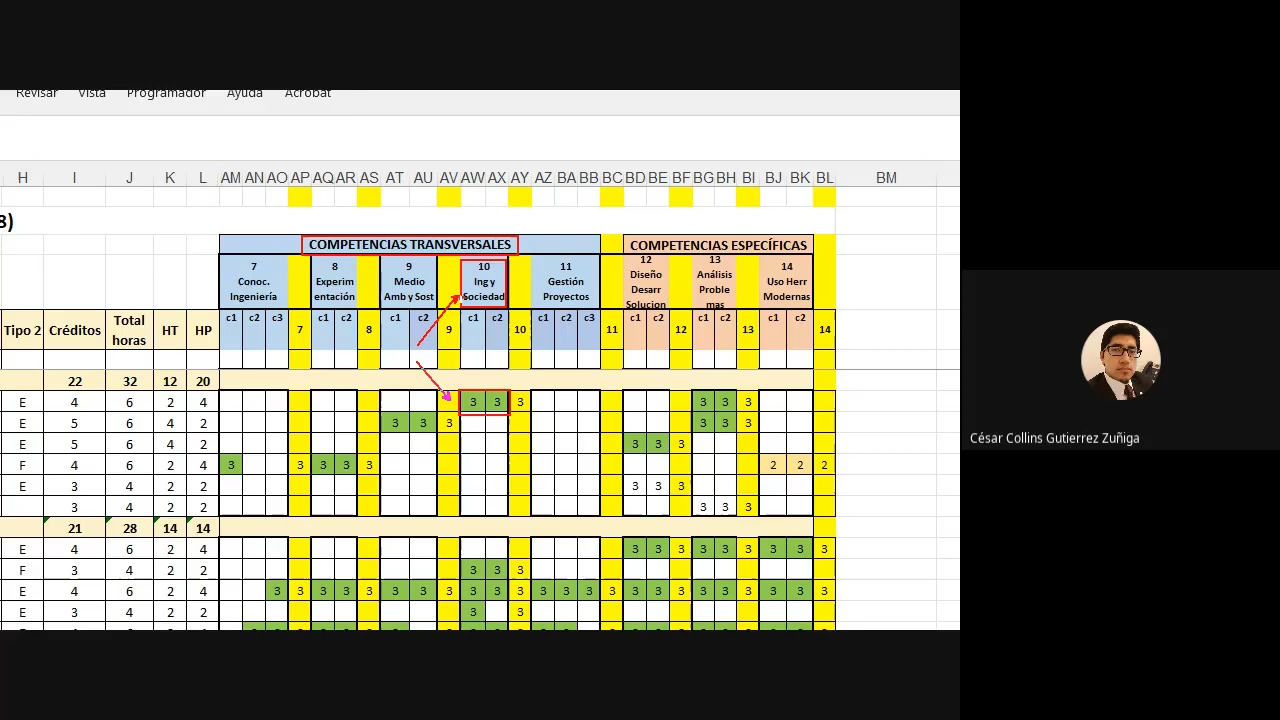 Revisar Vista Programador Ayuda Acrobat
H I J K L AM AN AO AP AQ AR AS AT AU AV AW AX AY AZ BA BB BC BD BE BF BG BH BI BJ BK BL BM
8)
COMPETENCIAS TRANSVERSALES COMPETENCIAS ESPECÍFICAS
7 Conoc. Ingeniería
8 Experim entación
9 Medio Amb y Sost
10 Ing y Sociedad
11 Gestión Proyectos
12 Diseño Desarr Solucion
13 Análisis Proble mas
14 Uso Herr Modernas
Tipo 2 Créditos Total horas HT HP c1 c2 c3 7 c1 c2 8 c1 c2 9 c1 c2 10 c1 c2 c3 11 c1 c2 12 c1 c2 13 c1 c2 14
22 32 12 20
E 4 6 2 4 3 3 3 3 3 3
E 5 6 4 2 3 3 3 3 3 3
E 5 6 4 2 3 3 3
F 4 6 2 4 3 3 3 3 3 2 2 2
E 3 4 2 2 3 3 3
3 4 2 2 3 3 3
21 28 14 14
E 4 6 2 4 3 3 3 3 3 3 3 3 3
F 3 4 2 2 3 3 3
E 4 6 2 4 3 3 3 3 3 3 3 3 3 3 3 3 3 3 3 3 3 3 3 3 3 3 3
E 3 4 2 2 3 3
César Collins Gutierrez Zuñiga